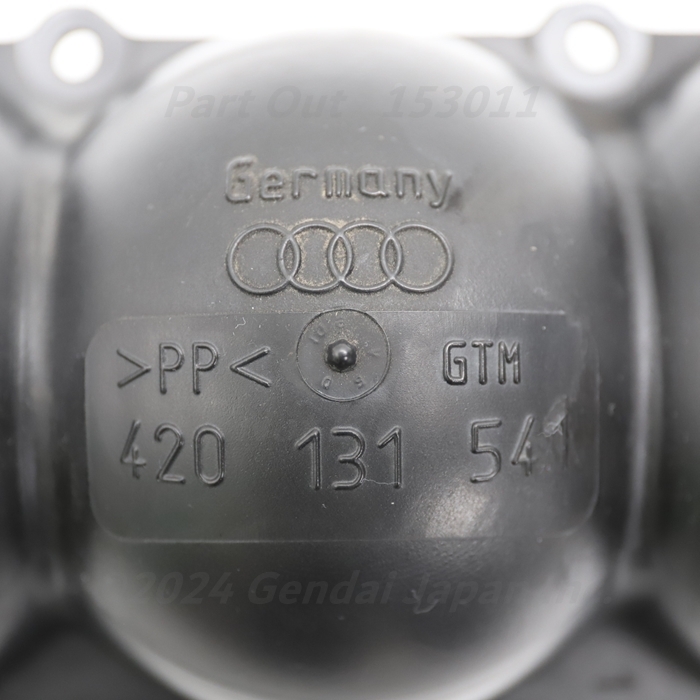 Part Out 153011
Germany
>PP< GTM
420 131 541
©2024 Gendai Japan